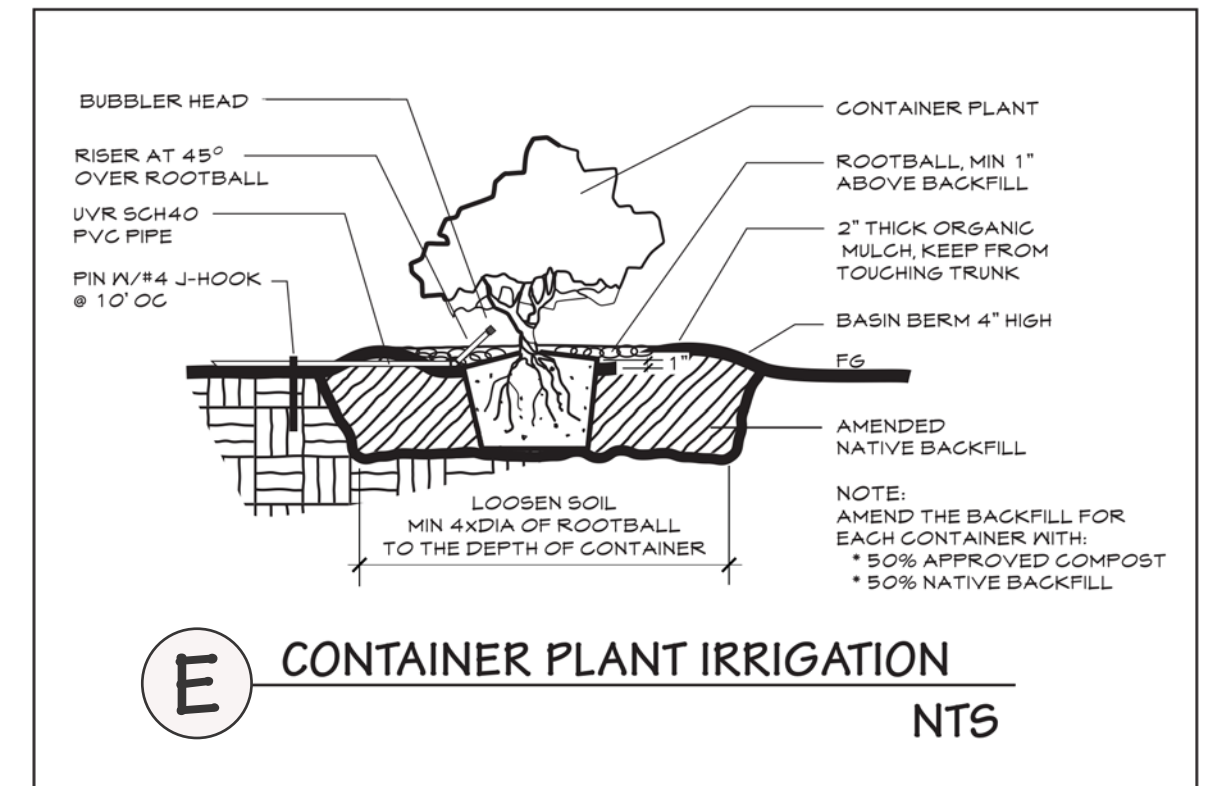 BUBBLER HEAD
RISER AT 45°
OVER ROOTBALL
UVR SCH40
PVC PIPE
PIN W/#4 J-HOOK
@ 10' OC
CONTAINER PLANT
ROOTBALL, MIN 1"
ABOVE BACKFILL
2" THICK ORGANIC
MULCH, KEEP FROM
TOUCHING TRUNK
BASIN BERM 4" HIGH
FG
1"
AMENDED
NATIVE BACKFILL
NOTE:
AMEND THE BACKFILL FOR
EACH CONTAINER WITH:
* 50% APPROVED COMPOST
* 50% NATIVE BACKFILL
LOOSEN SOIL
MIN 4xDIA OF ROOTBALL
TO THE DEPTH OF CONTAINER
E
CONTAINER PLANT IRRIGATION
NTS